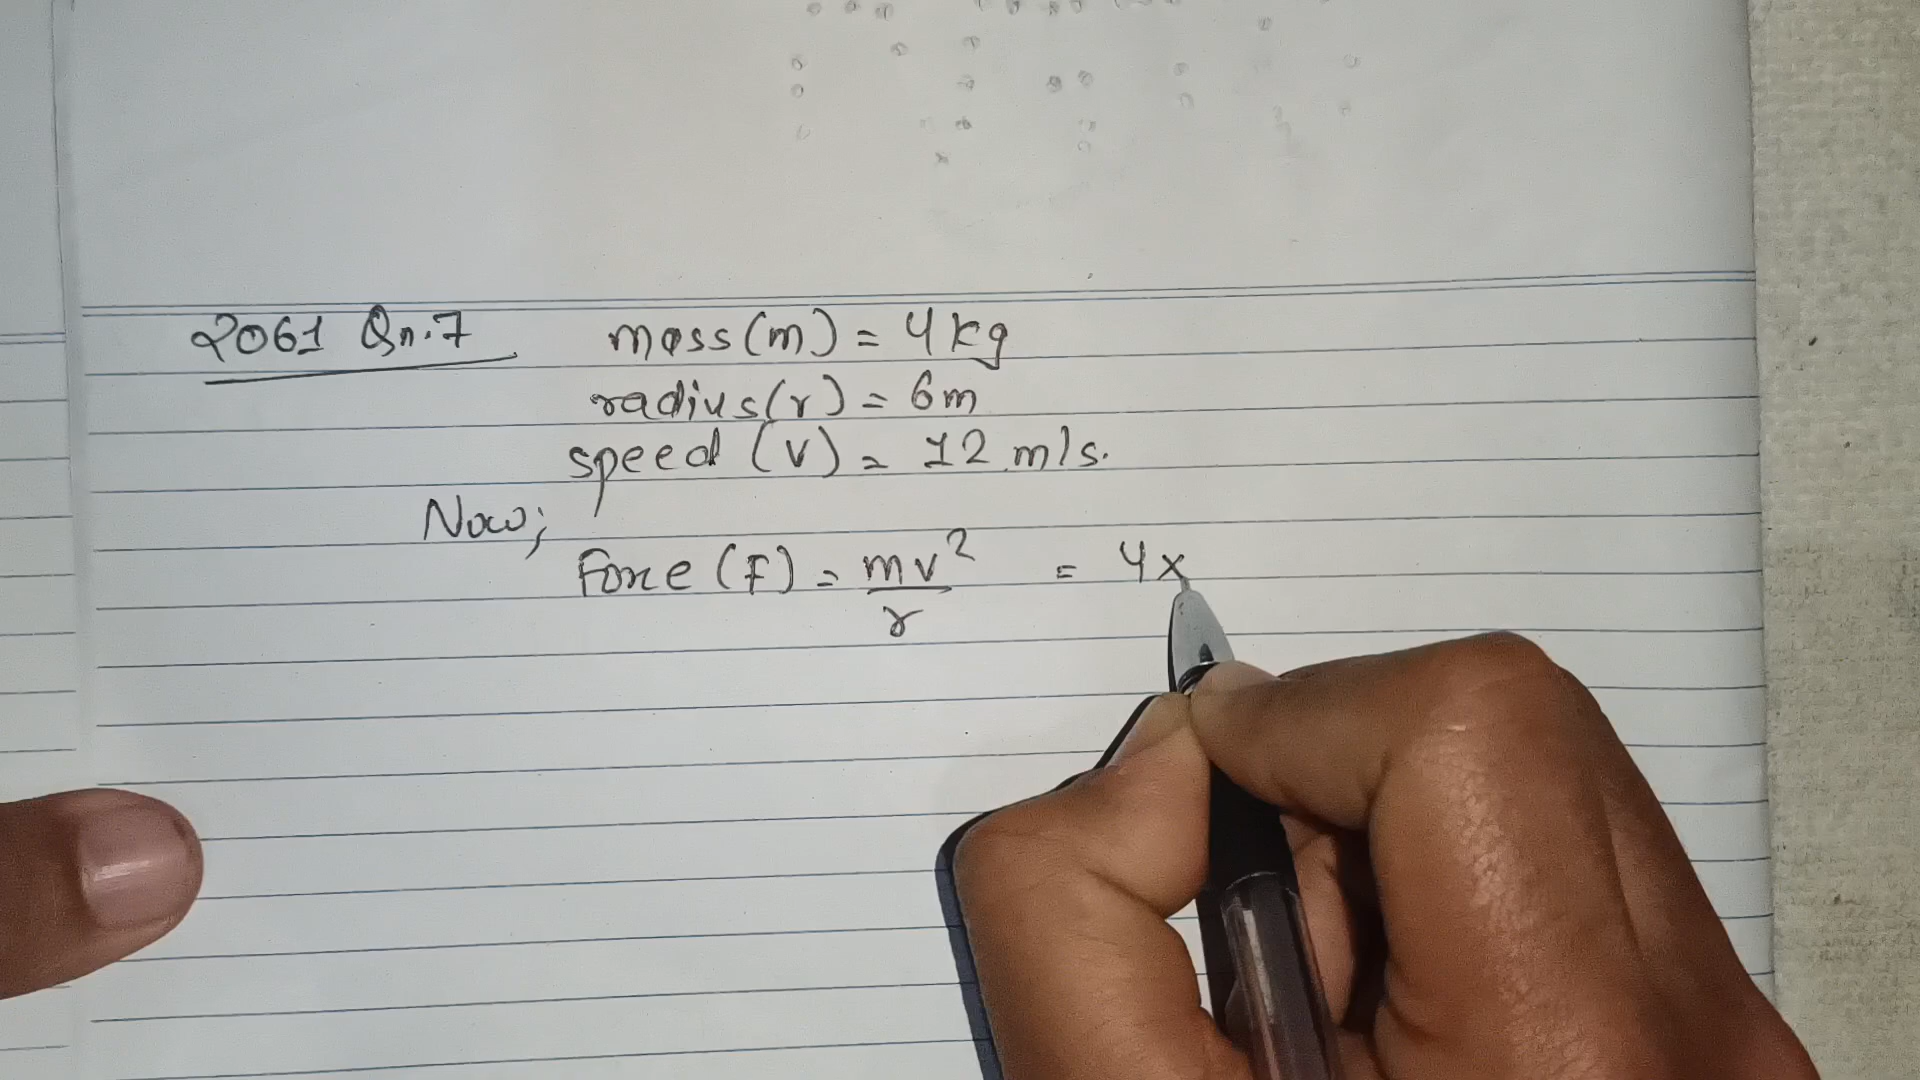 2061 Qn.7 mass(m) = 4kg
radius(r) = 6m
speed (v) = 12 m/s.
Now;
Force (F) = mv²/r = 4x